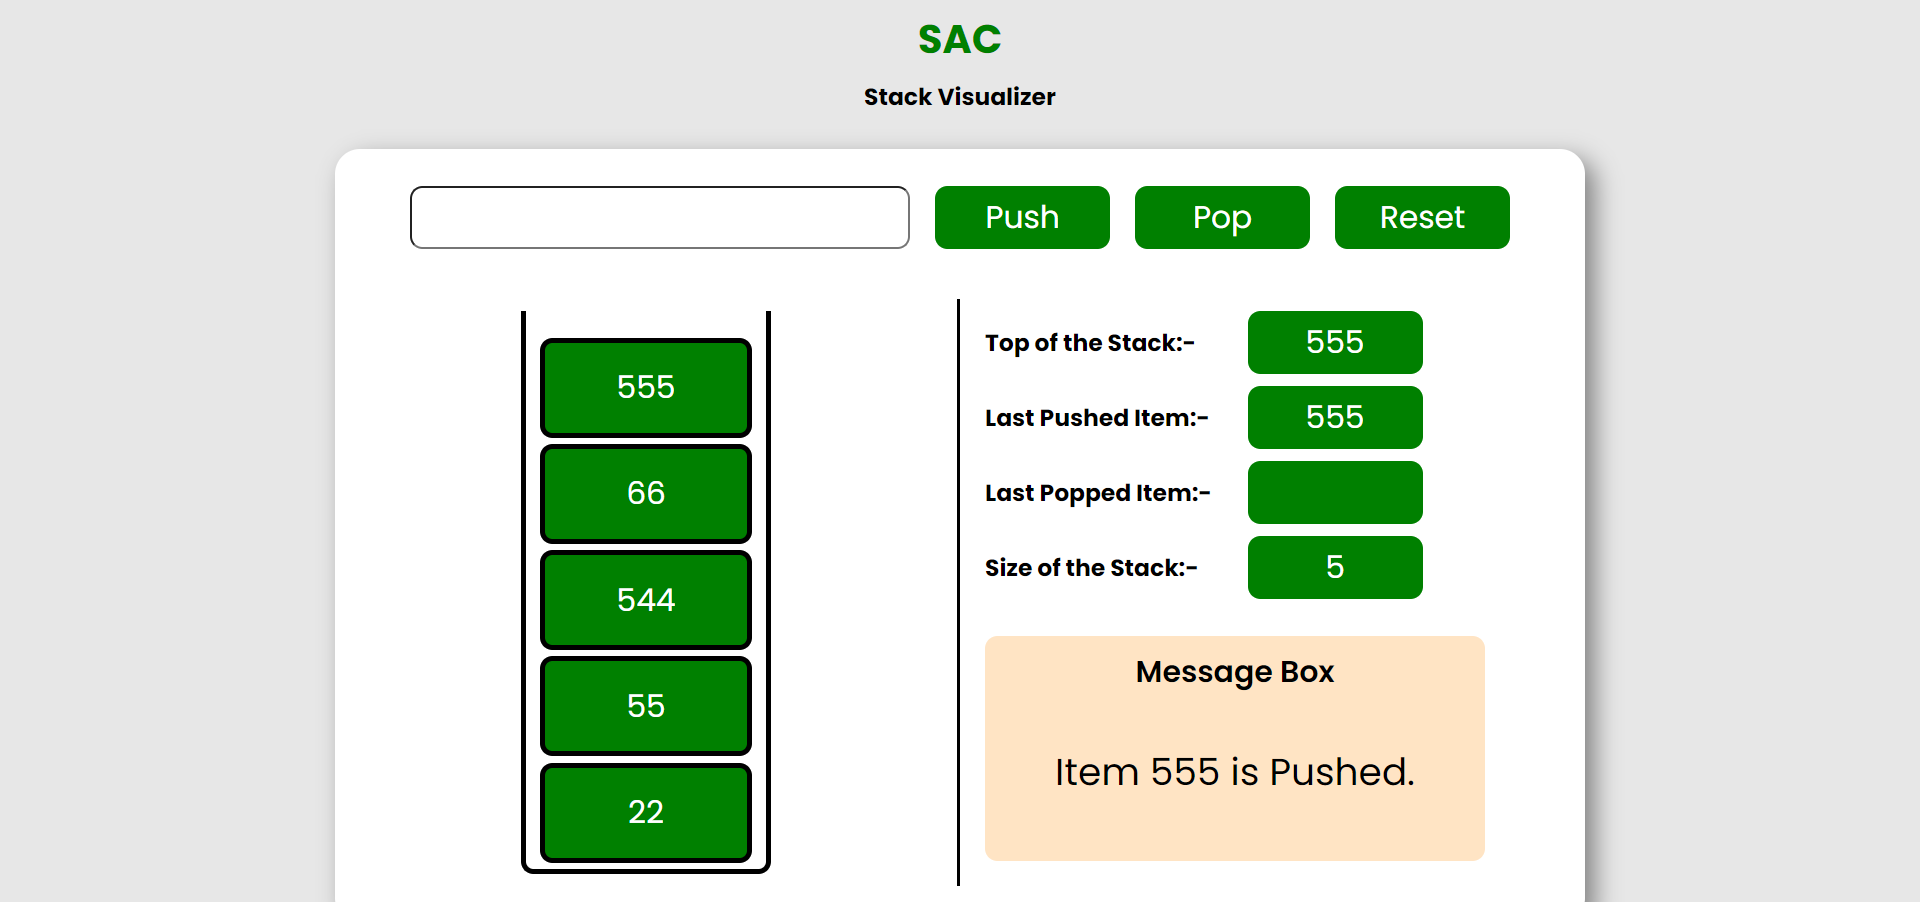 SAC
Stack Visualizer
Push
Pop
Reset
555
66
544
55
22
Top of the Stack:- 555
Last Pushed Item:- 555
Last Popped Item:-
Size of the Stack:- 5
Message Box
Item 555 is Pushed.